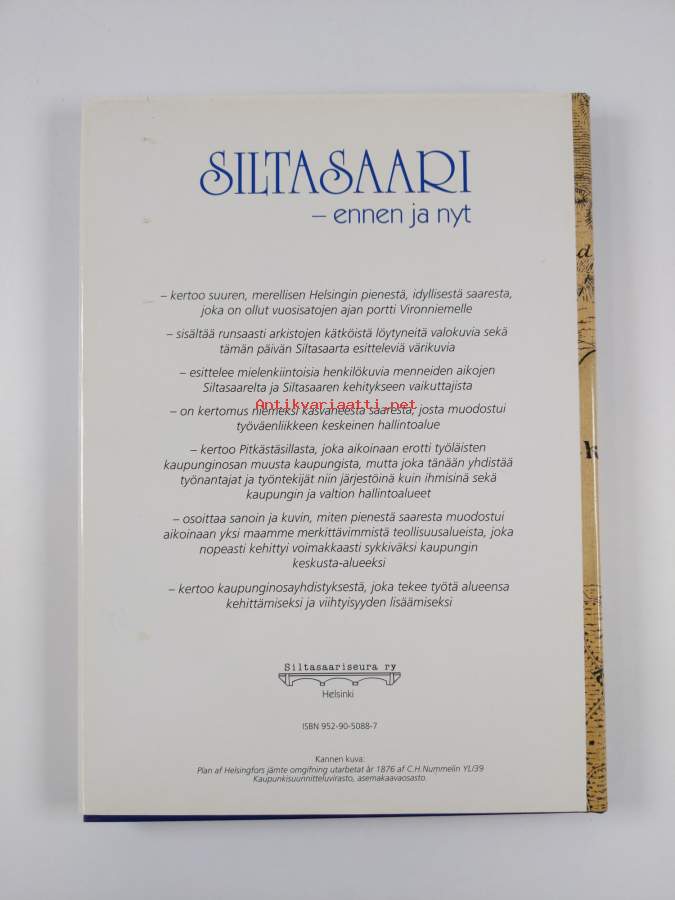 SILTASAARI
– ennen ja nyt
– kertoo suuren, merellisen Helsingin pienestä, idyllisestä saaresta,
joka on ollut vuosisatojen ajan portti Vironniemelle
– sisältää runsaasti arkistojen kätköistä löytyneitä valokuvia sekä
tämän päivän Siltasaarta esitteleviä värikuvia
– esittelee mielenkiintoisia henkilökuvia menneiden aikojen
Siltasaarelta ja Siltasaaren kehitykseen vaikuttajista
Antikvariaatti.net
– on kertomus niemeksi kasvaneesta saaresta, josta muodostui
työväenliikkeen keskeinen hallintoalue
– kertoo Pitkästäsillasta, joka aikoinaan erotti työläisten
kaupunginosan muusta kaupungista, mutta joka tänään yhdistää
työnantajat ja työntekijät niin järjestöinä kuin ihmisinä sekä
kaupungin ja valtion hallintoalueet
– osoittaa sanoin ja kuvin, miten pienestä saaresta muodostui
aikoinaan yksi maamme merkittävimmistä teollisuusalueista, joka
nopeasti kehittyi voimakkaasti sykkiväksi kaupungin
keskusta-alueeksi
– kertoo kaupunginosayhdistyksestä, joka tekee työtä alueensa
kehittämiseksi ja viihtyisyyden lisäämiseksi
Siltasaariseura ry
Helsinki
ISBN 952-90-5088-7
Kannen kuva:
Plan af Helsingfors jämte omgifning utarbetat år 1876 af C.H.Nummelin YL/39
Kaupunkisuunnitteluvirasto, asemakaavaosasto.